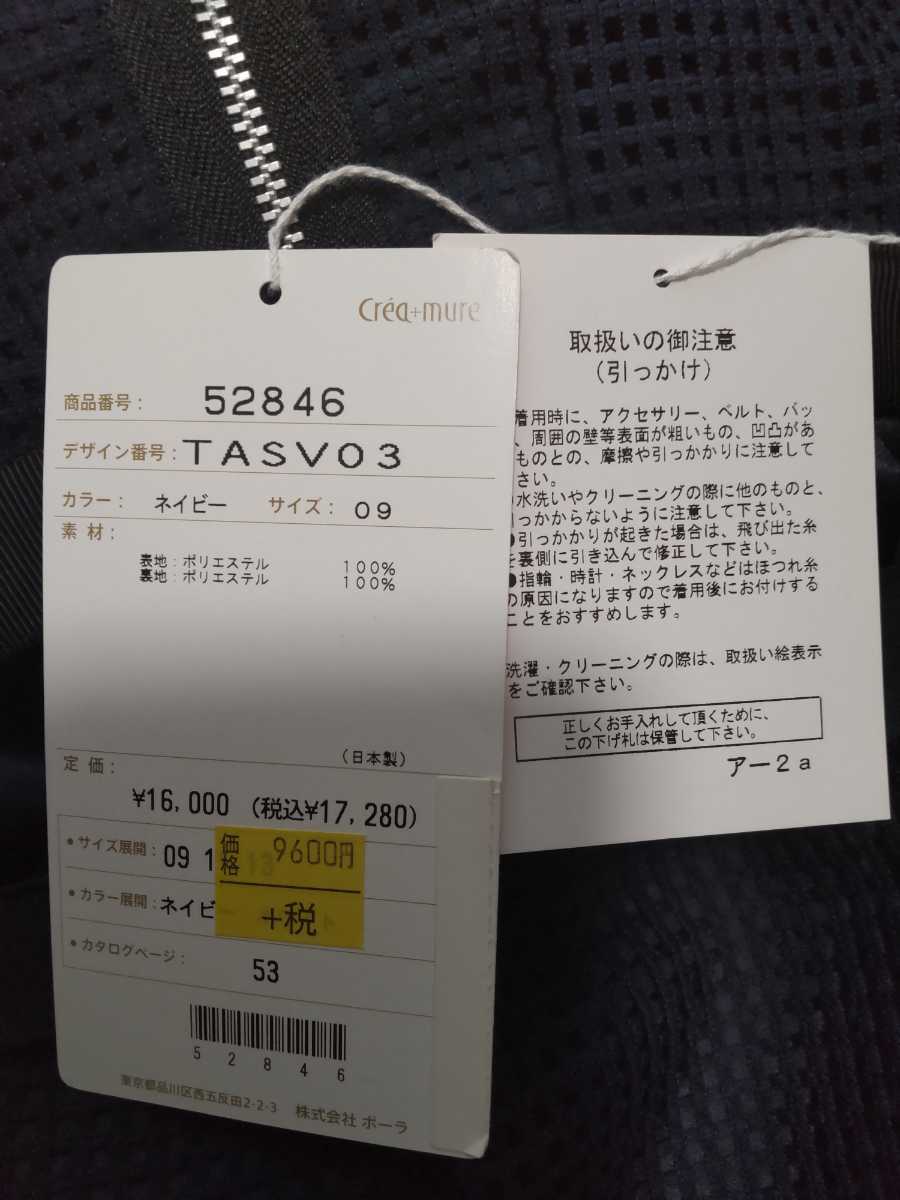 Créa+mure
商品番号: 52846
デザイン番号: TASV03
カラー: ネイビー サイズ: 09
素 材:
表地:ポリエステル 100%
裏地:ポリエステル 100%
(日本製)
定 価:
¥16,000 (税込¥17,280)
●サイズ展開: 09 1 13
価格 9600円
+税
●カラー展開: ネイビ
●カタログページ: 53
52846
東京都品川区西五反田2-2-3 株式会社 ポーラ
取扱いの御注意
(引っかけ)
着用時に、アクセサリー、ベルト、バッ
、周囲の壁等表面が粗いもの、凹凸があ
ものとの、摩擦や引っかかりに注意して
さい。
水洗いやクリーニングの際に他のものと、
っかからないように注意して下さい。
●引っかかりが起きた場合は、飛び出た糸
を裏側に引き込んで修正して下さい。
●指輪・時計・ネックレスなどはほつれ糸
の原因になりますので着用後にお付けする
ことをおすすめします。
洗濯・クリーニングの際は、取扱い絵表示
をご確認下さい。
正しくお手入れして頂くために、
この下げ札は保管して下さい。
アー2a